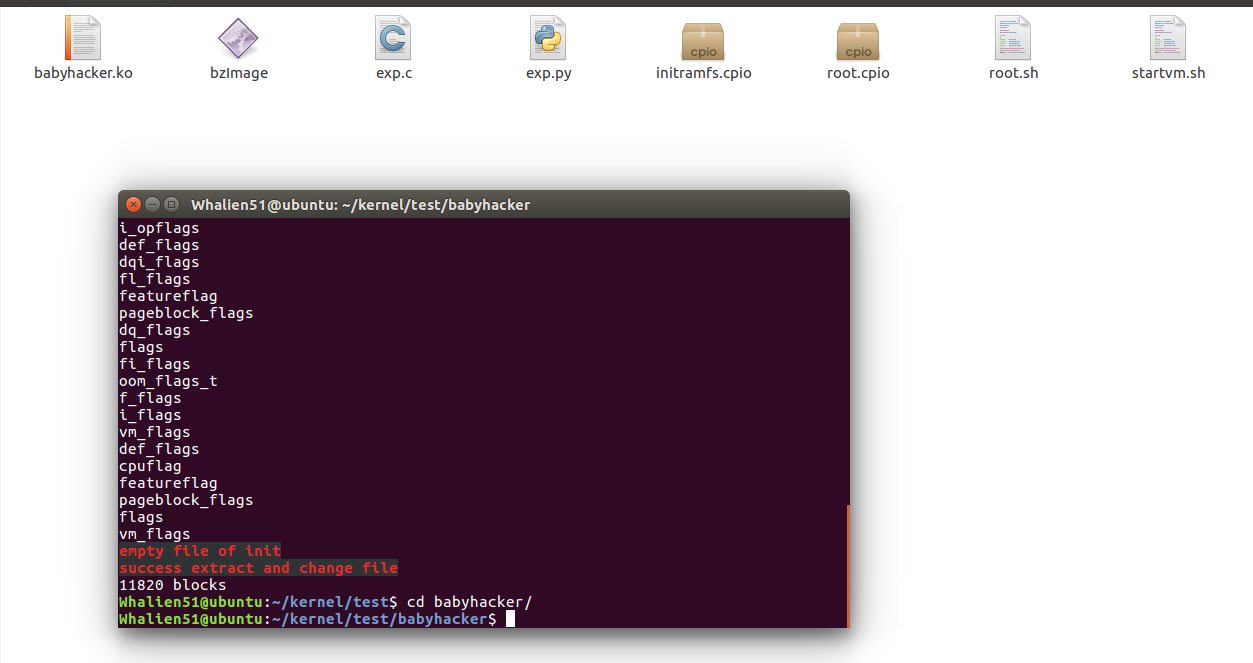 babyhacker.ko bzImage exp.c exp.py initramfs.cpio root.cpio root.sh startvm.sh
cpio cpio
Whalien51@ubuntu: ~/kernel/test/babyhacker
i_opflags
def_flags
dqi_flags
fl_flags
featureflag
pageblock_flags
dq_flags
flags
fi_flags
oom_flags_t
f_flags
i_flags
vm_flags
def_flags
cpuflag
featureflag
pageblock_flags
flags
vm_flags
empty file of init
success extract and change file
11820 blocks
Whalien51@ubuntu:~/kernel/test$ cd babyhacker/
Whalien51@ubuntu:~/kernel/test/babyhacker$